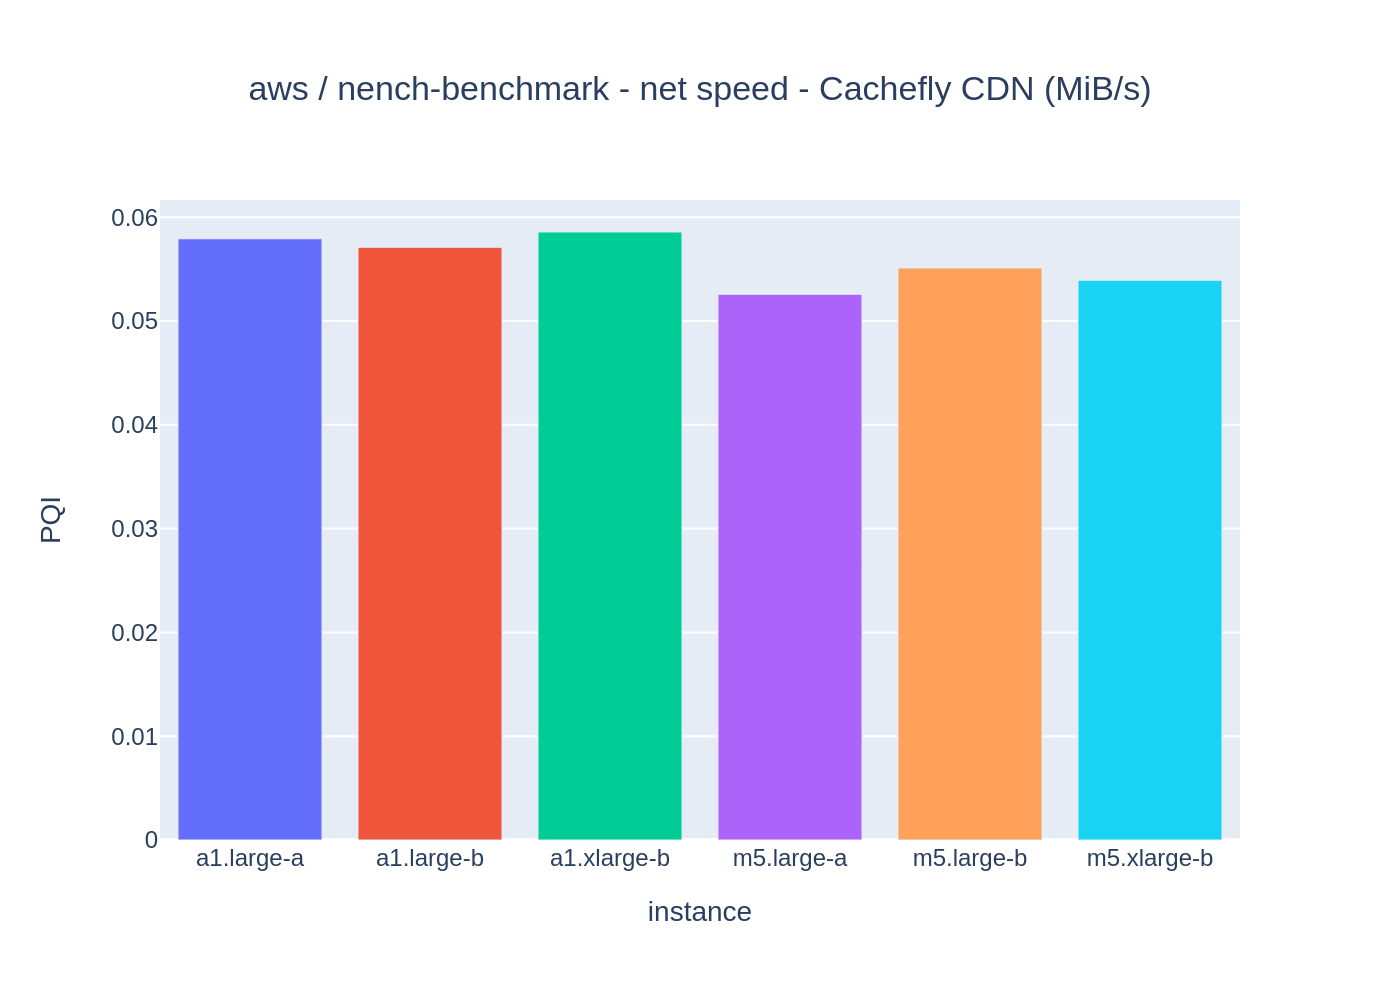 aws / nench-benchmark - net speed - Cachefly CDN (MiB/s)
0.06
0.05
0.04
0.03
0.02
0.01
0
PQI
a1.large-a
a1.large-b
a1.xlarge-b
m5.large-a
m5.large-b
m5.xlarge-b
instance